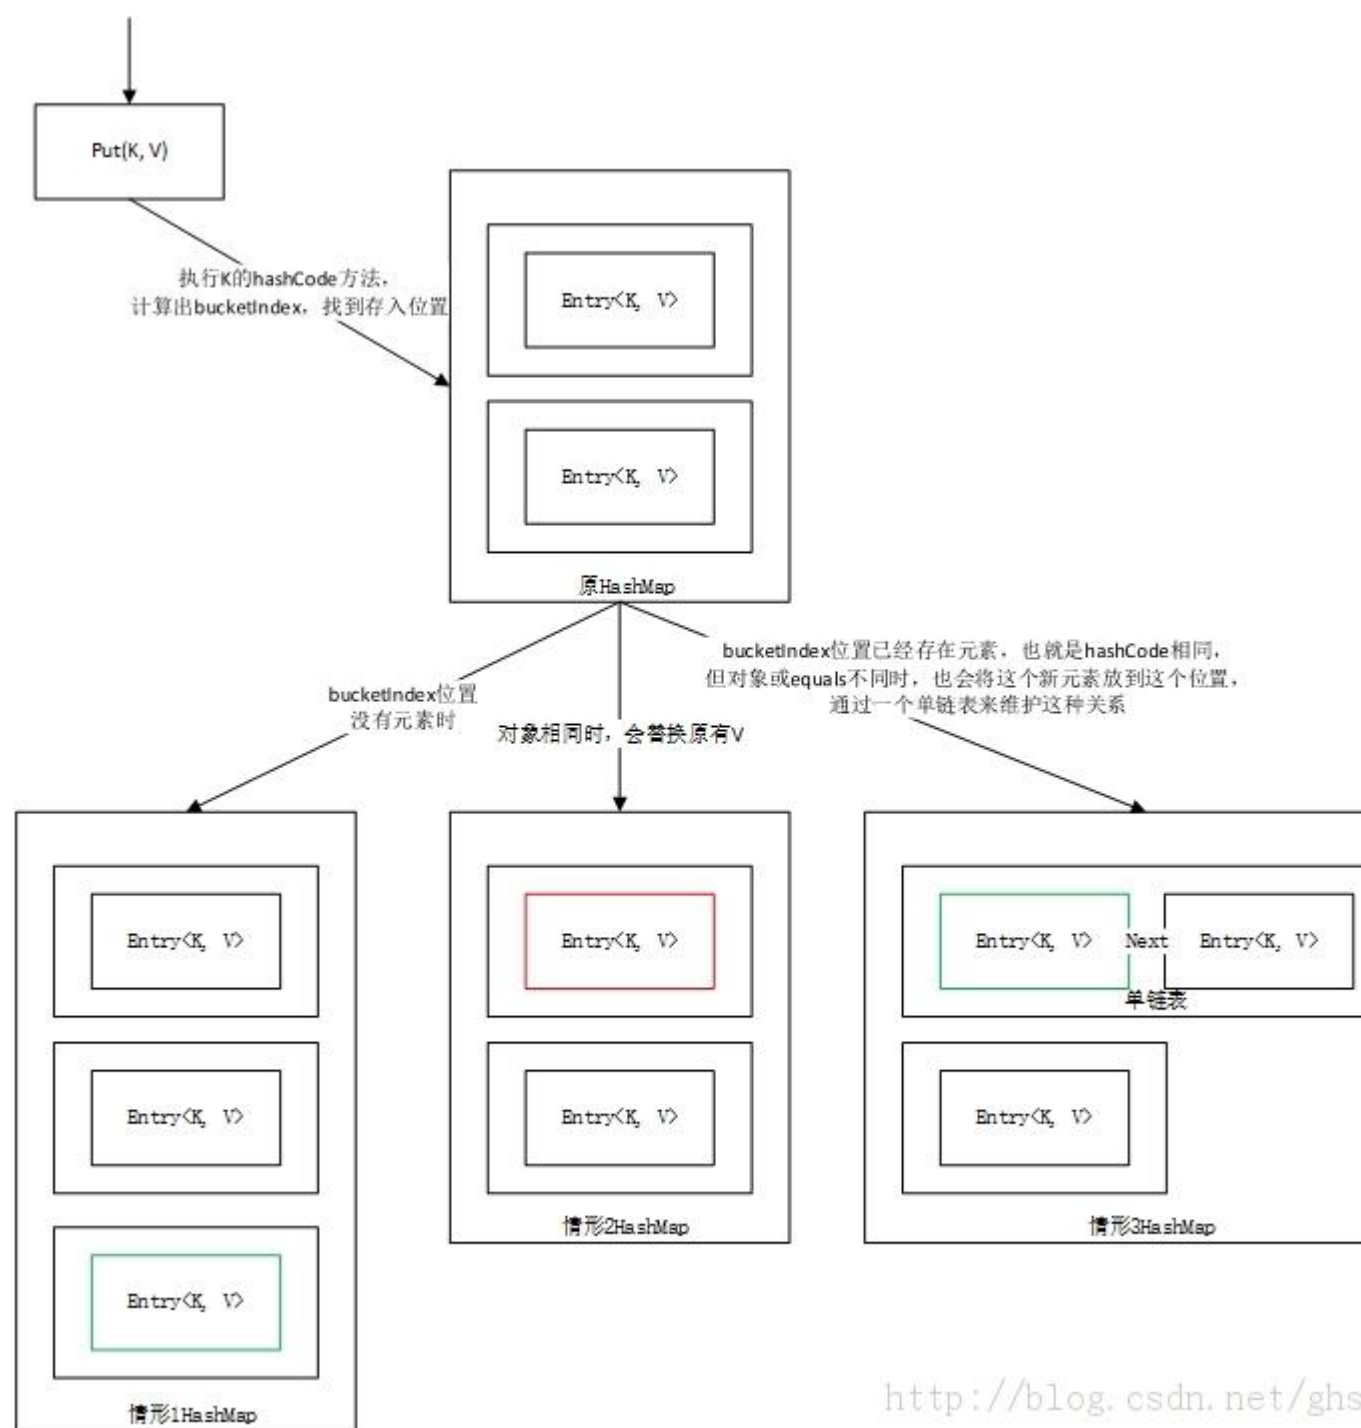 Put(K, V)
执行K的hashCode方法，
计算出bucketIndex，找到存入位置
Entry<K, V>
Entry<K, V>
原HashMap
bucketIndex位置
没有元素时
对象相同时，会替换原有V
bucketIndex位置已经存在元素，也就是hashCode相同，
但对象或equals不同时，也会将这个新元素放到这个位置，
通过一个单链表来维护这种关系
Entry<K, V>
Entry<K, V>
Entry<K, V>
情形1HashMap
Entry<K, V>
Entry<K, V>
情形2HashMap
Entry<K, V> Next Entry<K, V>
单链表
Entry<K, V>
情形3HashMap
http://blog.csdn.net/ghs